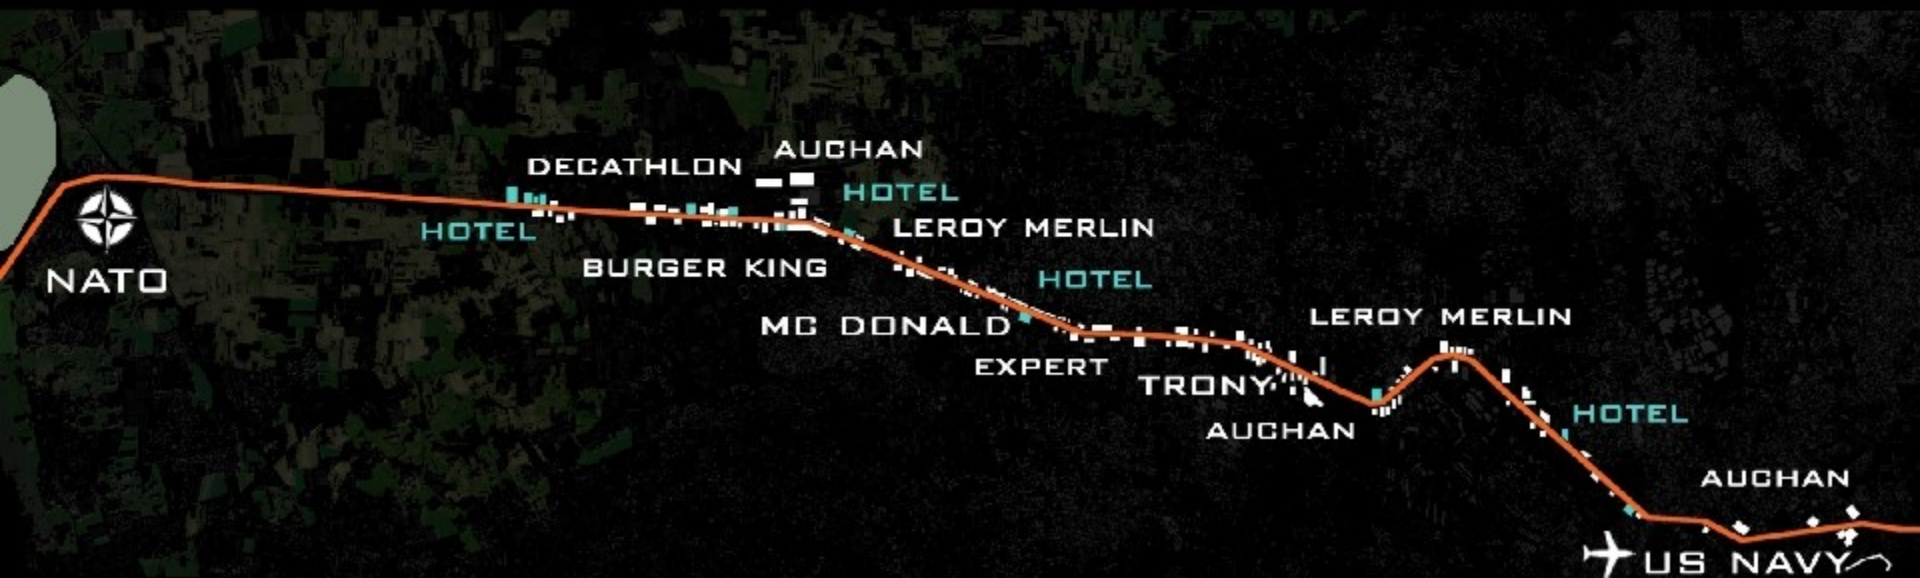 AUCHAN
DECATHLON
HOTEL
HOTEL
LEROY MERLIN
BURGER KING
NATO
HOTEL
MC DONALD
LEROY MERLIN
EXPERT
TRONY
HOTEL
AUCHAN
AUCHAN
US NAVY